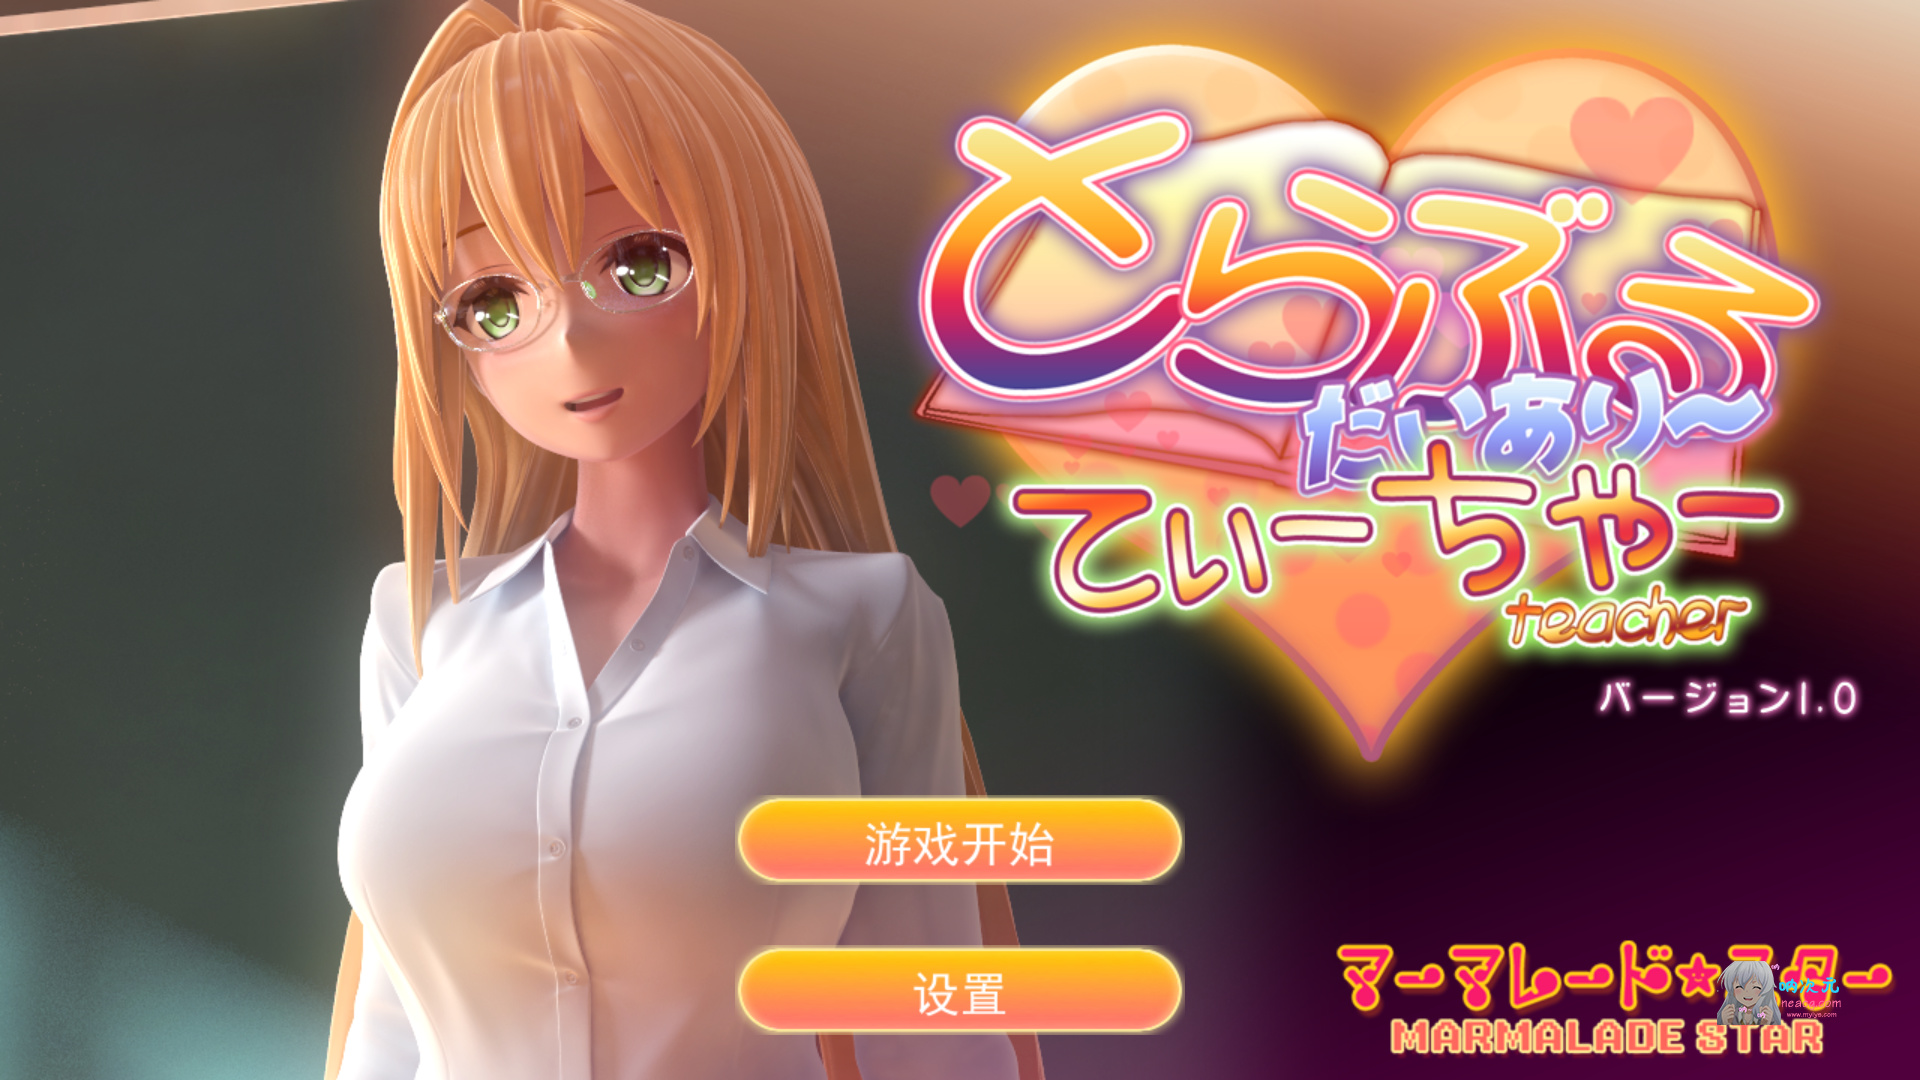 とらぶる
だいありー
てぃーちゃー
teacher
バージョン1.0
游戏开始
设置
マーマレード★スター
MARMALADE STAR